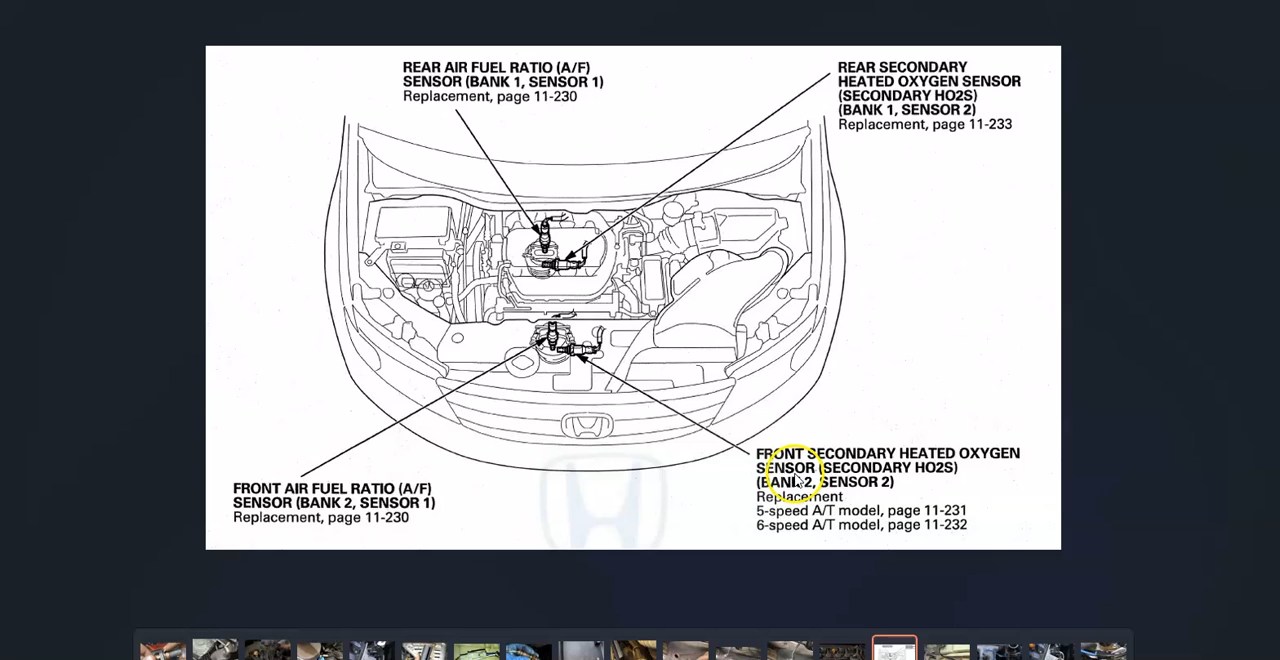 REAR AIR FUEL RATIO (A/F)
SENSOR (BANK 1, SENSOR 1)
Replacement, page 11-230
REAR SECONDARY
HEATED OXYGEN SENSOR
(SECONDARY HO2S)
(BANK 1, SENSOR 2)
Replacement, page 11-233
FRONT AIR FUEL RATIO (A/F)
SENSOR (BANK 2, SENSOR 1)
Replacement, page 11-230
FRONT SECONDARY HEATED OXYGEN
SENSOR (SECONDARY HO2S)
(BANK 2, SENSOR 2)
Replacement
5-speed A/T model, page 11-231
6-speed A/T model, page 11-232